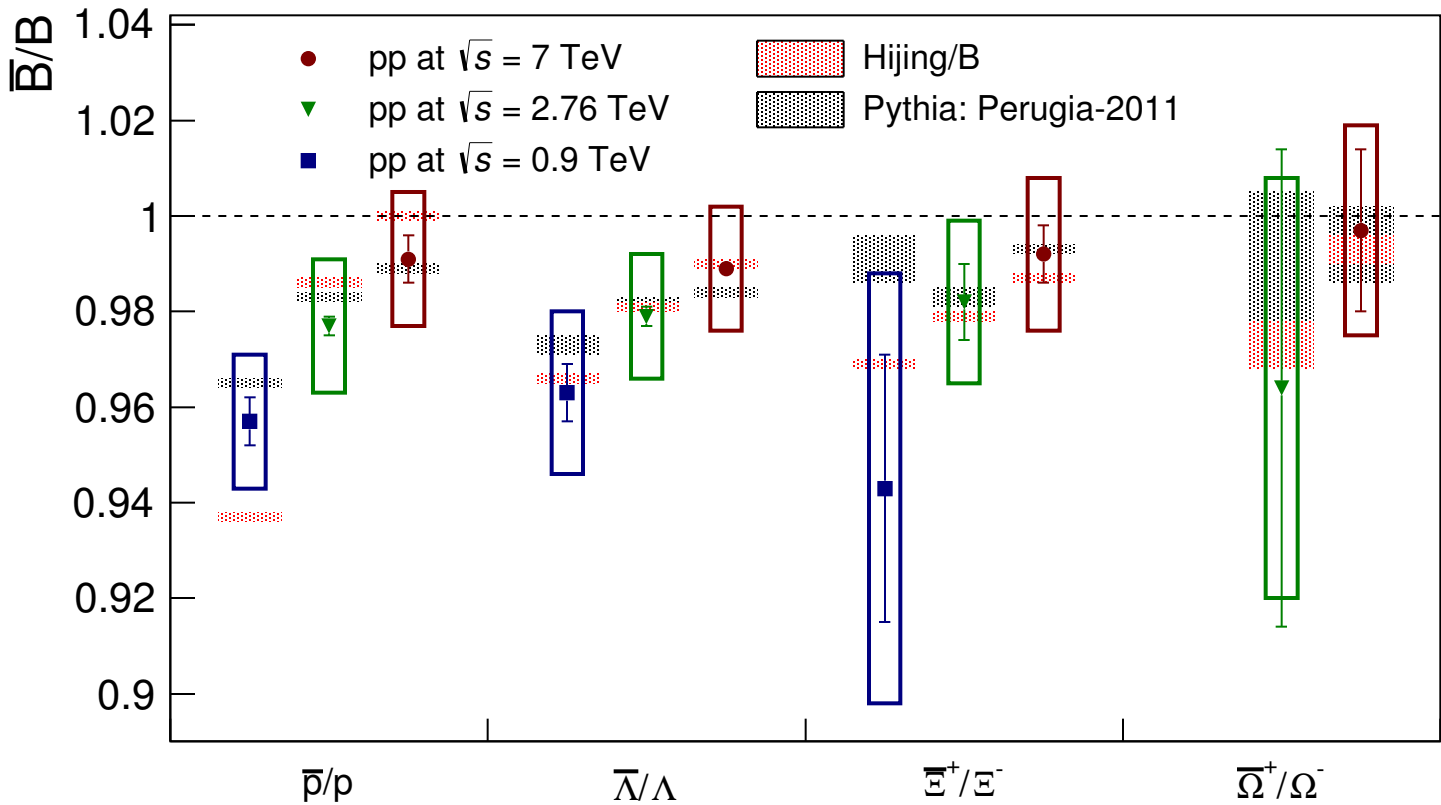 B̅/B
1.04
1.02
1
0.98
0.96
0.94
0.92
0.9
pp at √s = 7 TeV
pp at √s = 2.76 TeV
pp at √s = 0.9 TeV
Hijing/B
Pythia: Perugia-2011
p̅/p
Λ̅/Λ
Ξ̅⁺/Ξ⁻
Ω̅⁺/Ω⁻